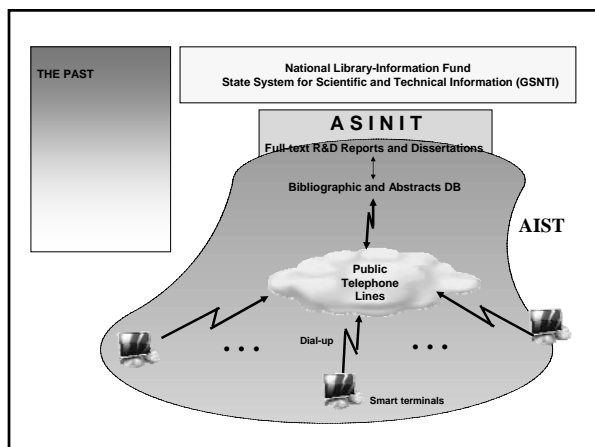 THE PAST
National Library-Information Fund
State System for Scientific and Technical Information (GSNTI)
A S I N I T
Full-text R&D Reports and Dissertations
Bibliographic and Abstracts DB
AIST
Public
Telephone
Lines
Dial-up
Smart terminals